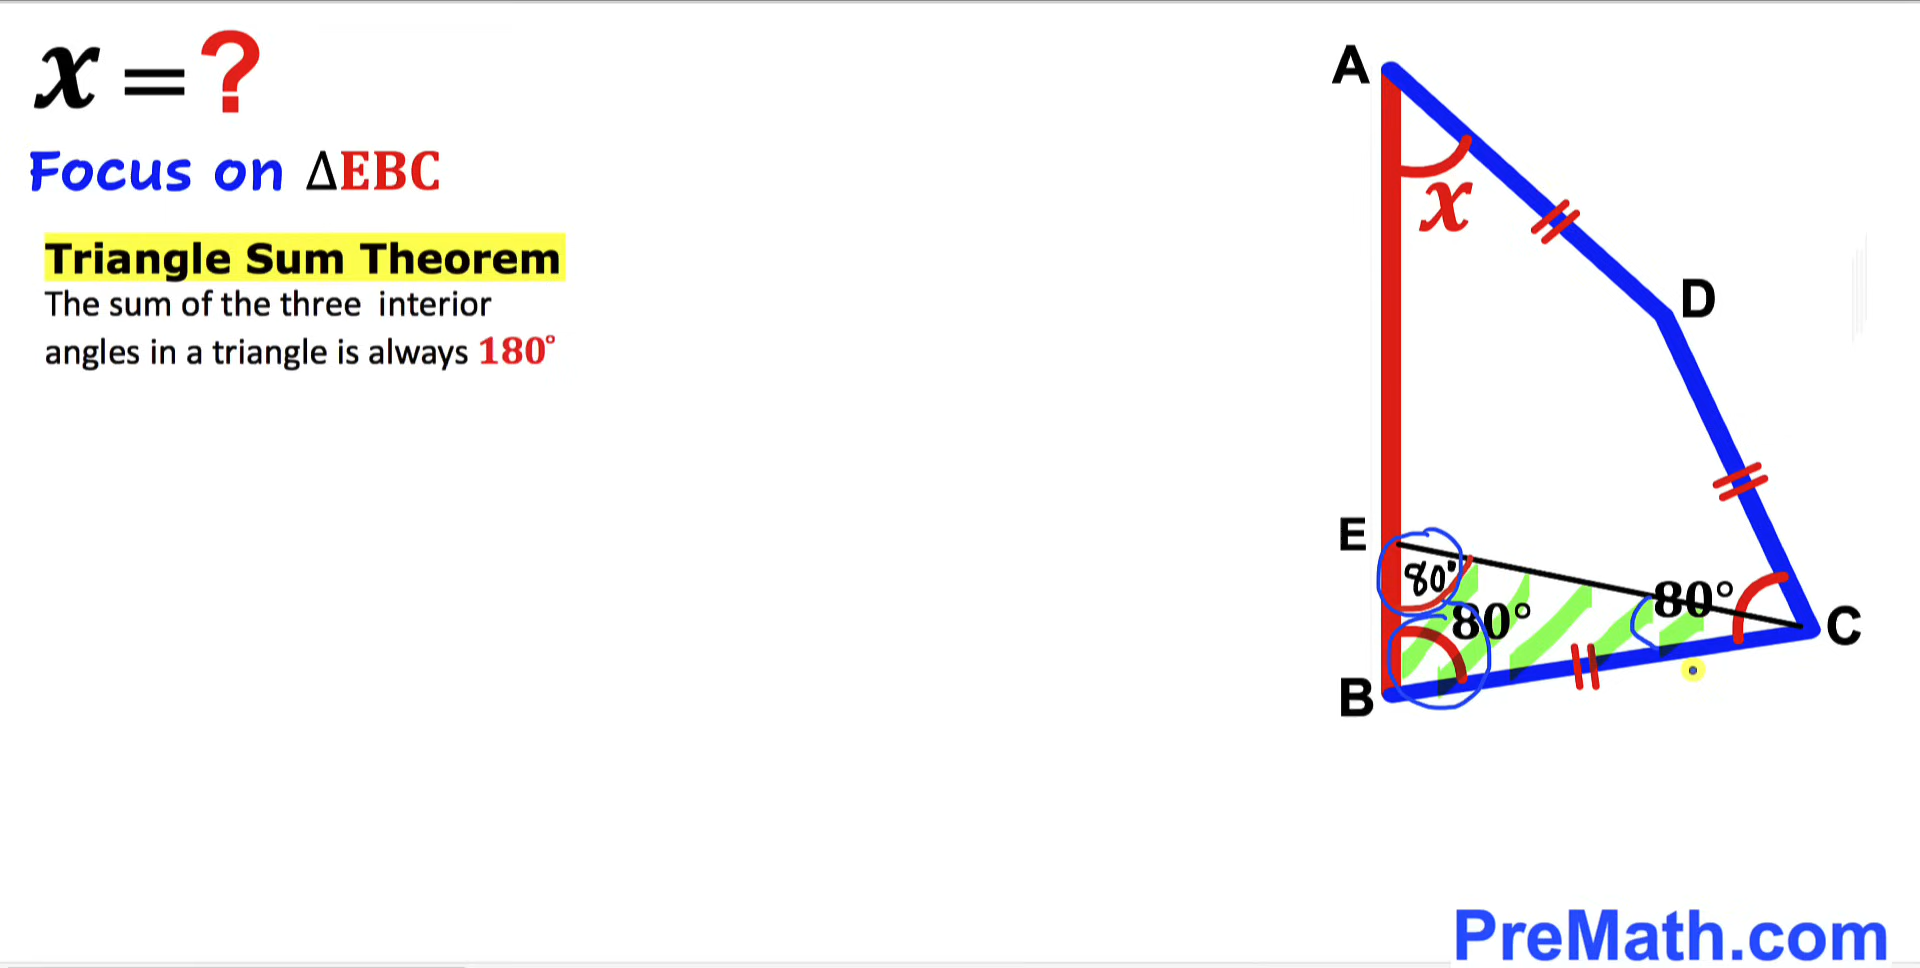 x = ?
Focus on ΔEBC
Triangle Sum Theorem
The sum of the three interior
angles in a triangle is always 180°
A
x
D
E
80°
80°
80°
C
B
PreMath.com